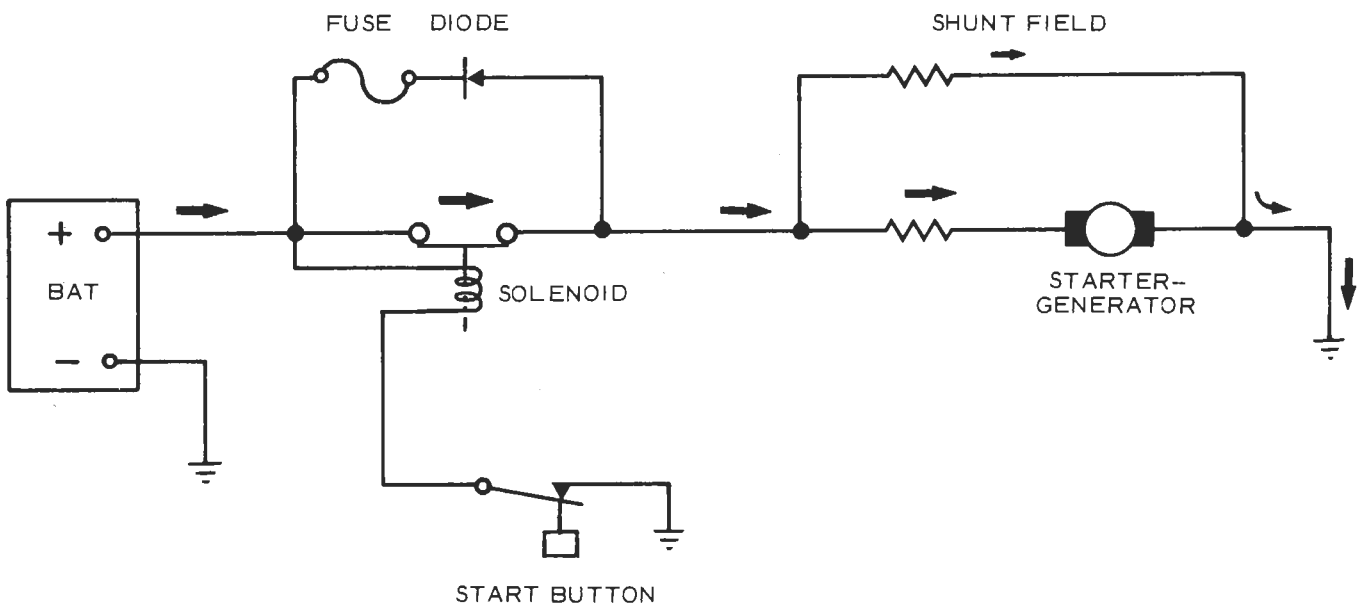 FUSE DIODE
SHUNT FIELD
+
BAT
SOLENOID
STARTER-
GENERATOR
-
START BUTTON